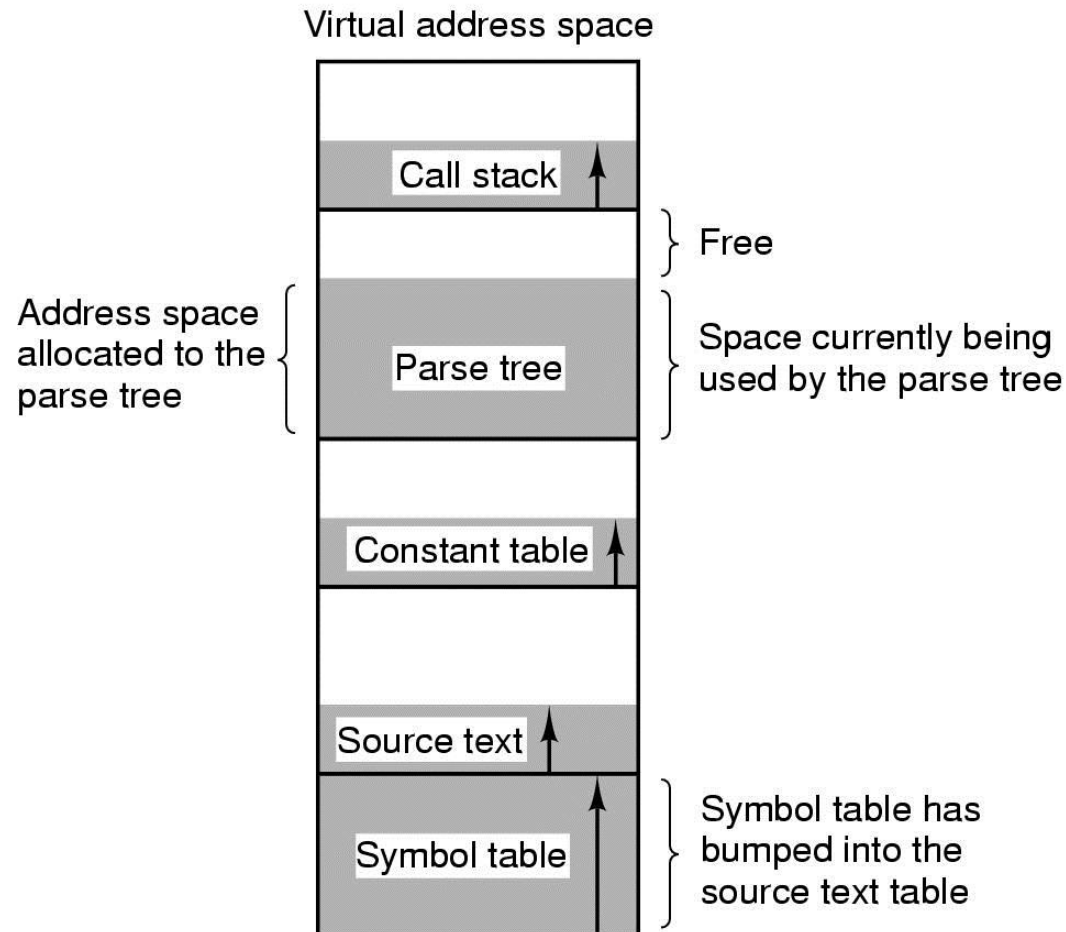 Virtual address space
Call stack
Free
Address space
allocated to the
parse tree
Parse tree
Space currently being
used by the parse tree
Constant table
Source text
Symbol table
Symbol table has
bumped into the
source text table